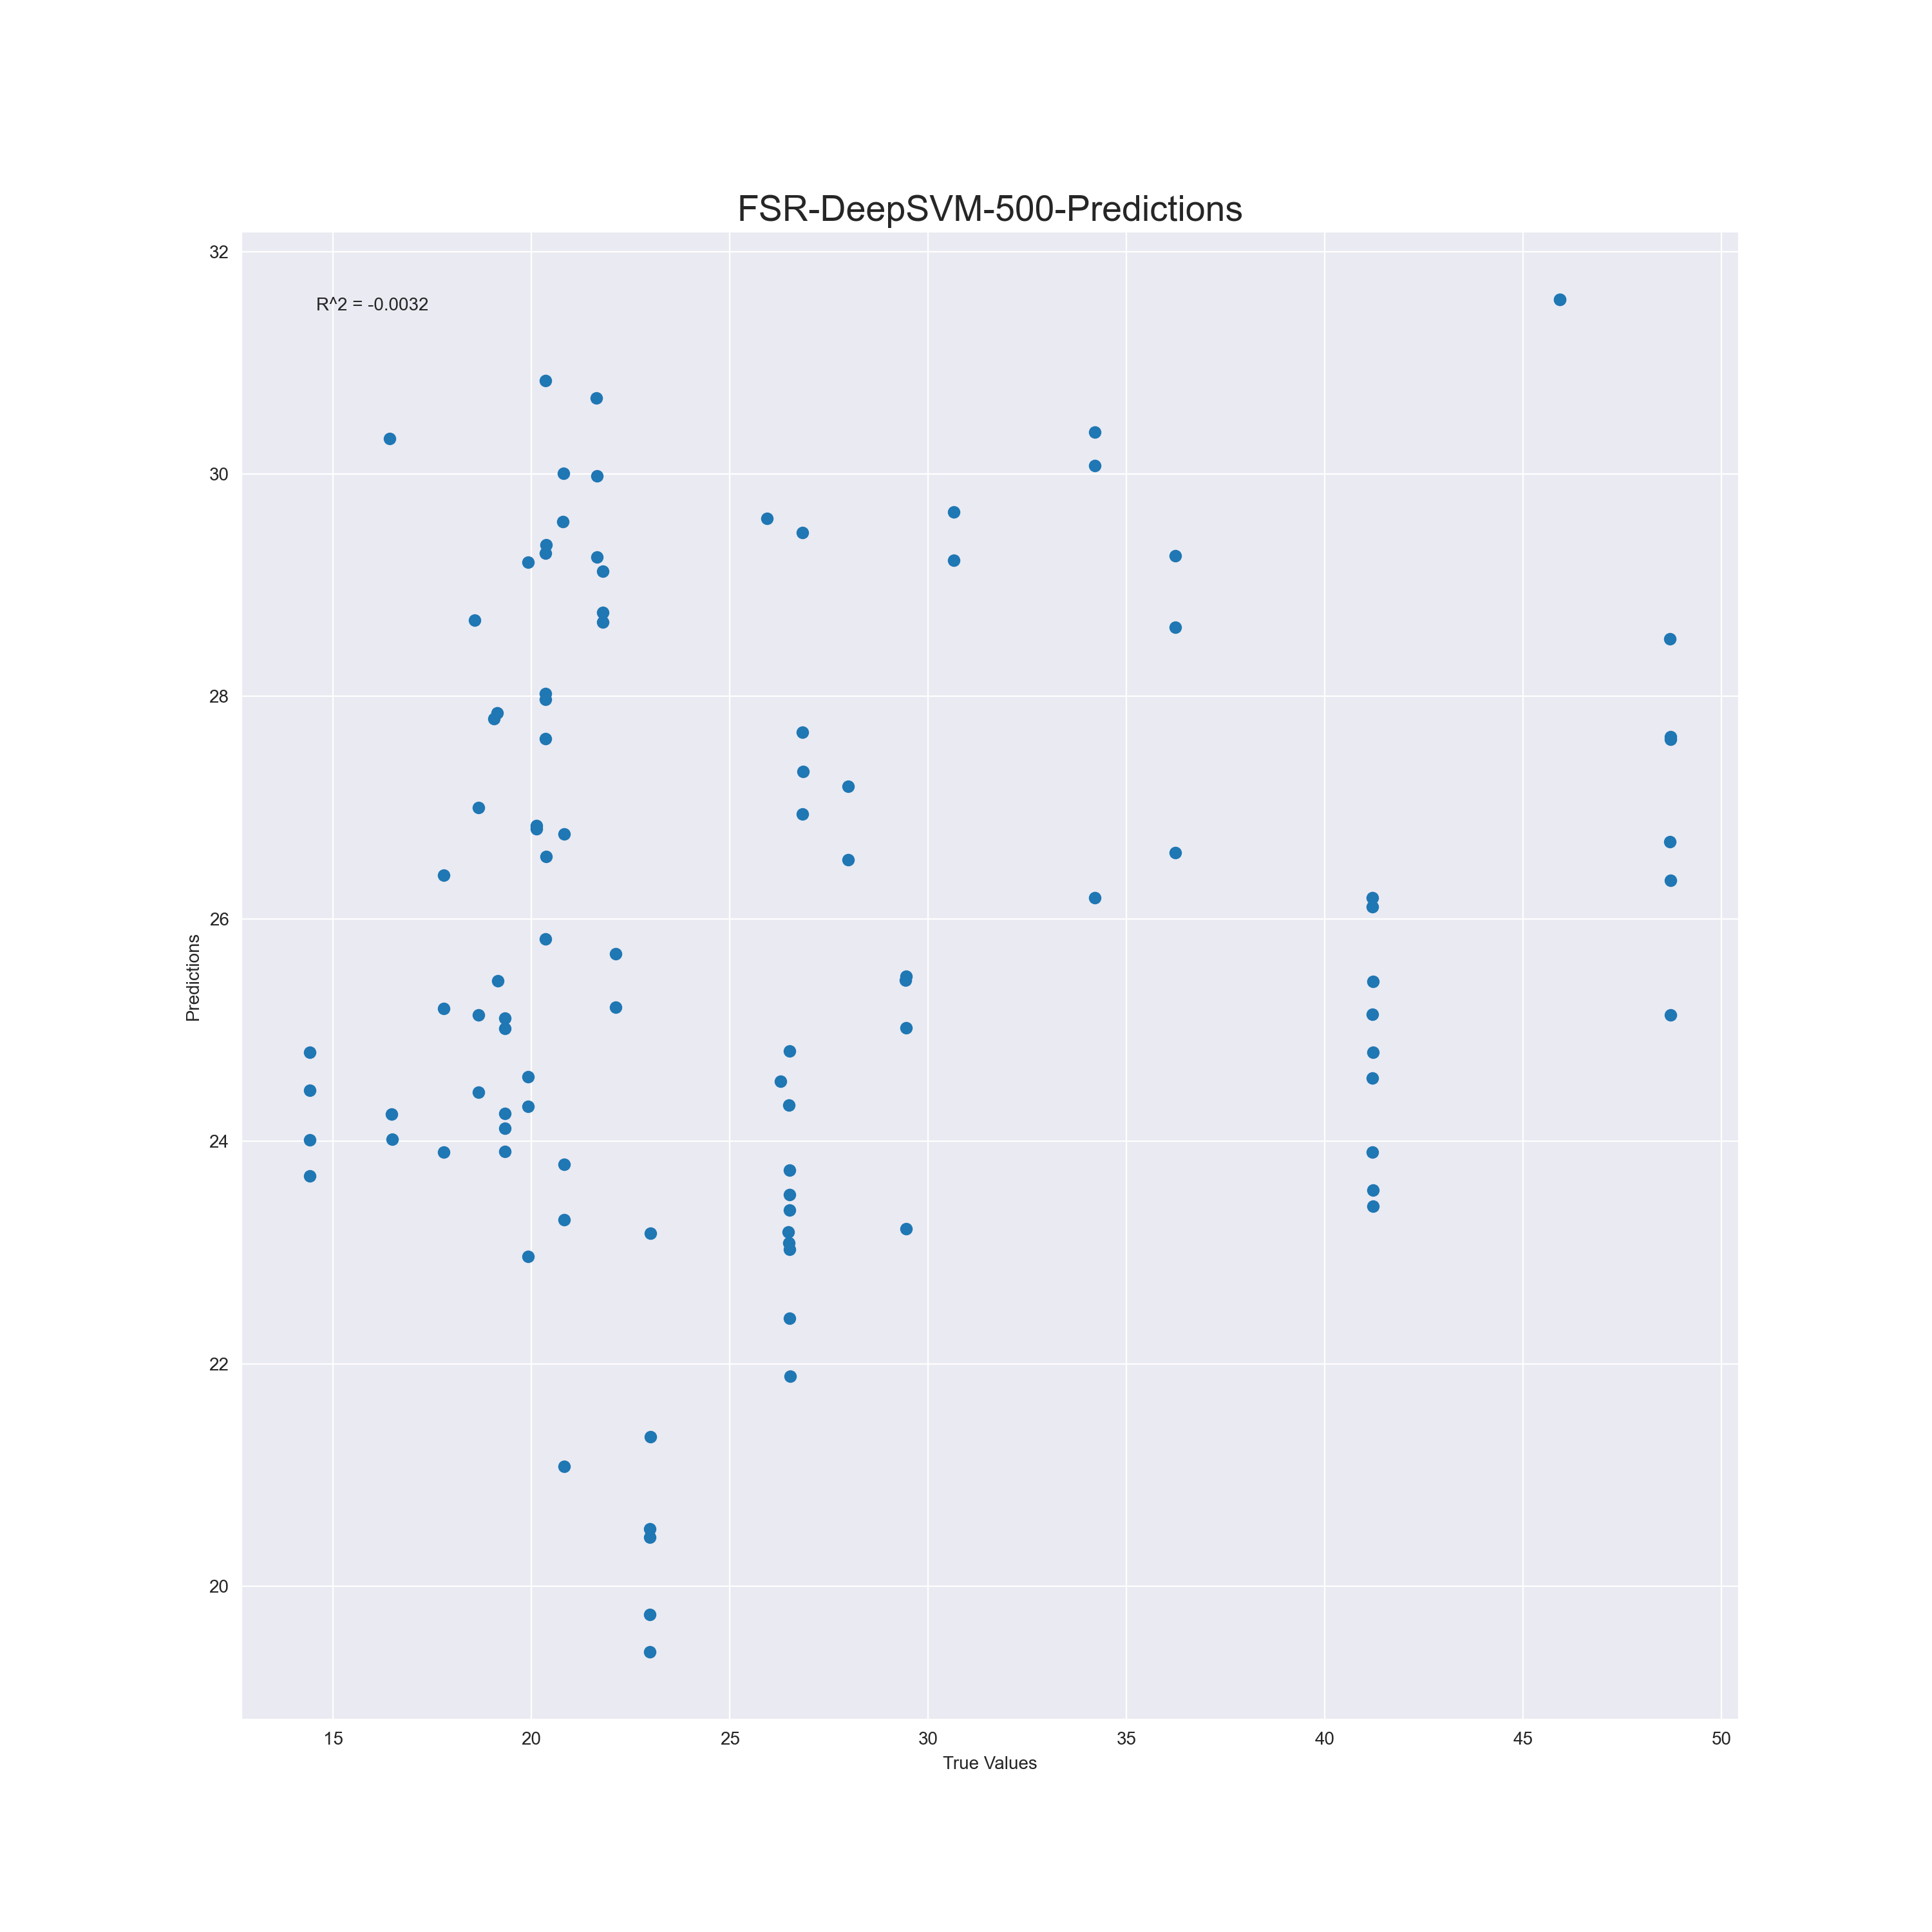 FSR-DeepSVM-500-Predictions
32
R^2 = -0.0032
30
28
26
Predictions
24
22
20
15 20 25 30 35 40 45 50
True Values